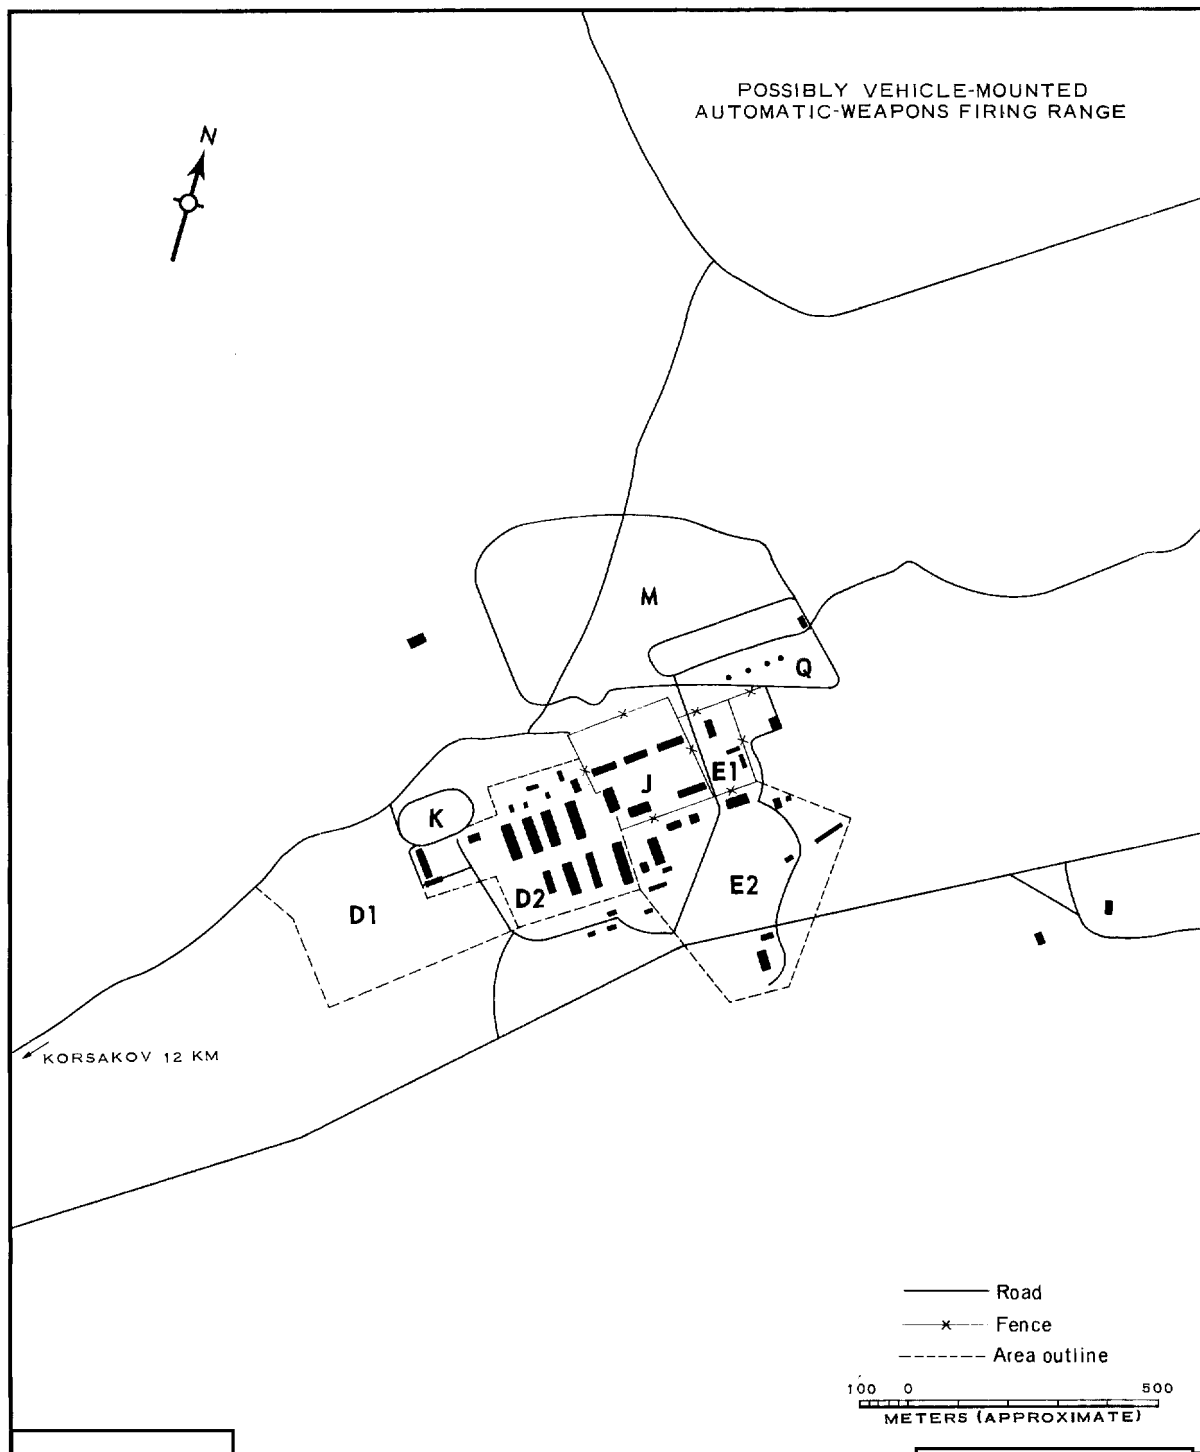 POSSIBLY VEHICLE-MOUNTED
AUTOMATIC-WEAPONS FIRING RANGE
N
M
Q
E1
J
K
D2
E2
D1
KORSAKOV 12 KM
Road
Fence
Area outline
100 0 500
METERS (APPROXIMATE)